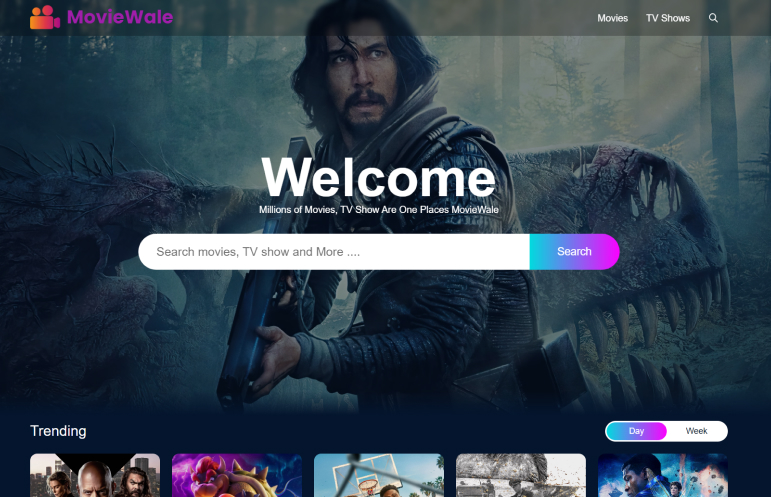 MovieWale
Movies
TV Shows
Welcome
Millions of Movies, TV Show Are One Places MovieWale
Search movies, TV show and More ....
Search
Trending
Day
Week